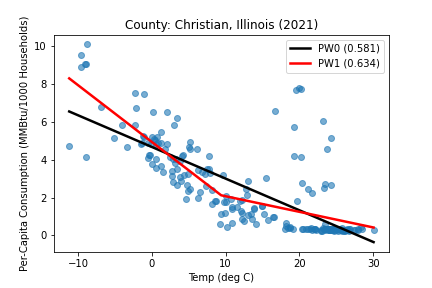 County: Christian, Illinois (2021)
PW0 (0.581)
PW1 (0.634)
Per-Capita Consumption (MMBtu/1000 Households)
10
8
6
4
2
0
−10
0
10
20
30
Temp (deg C)